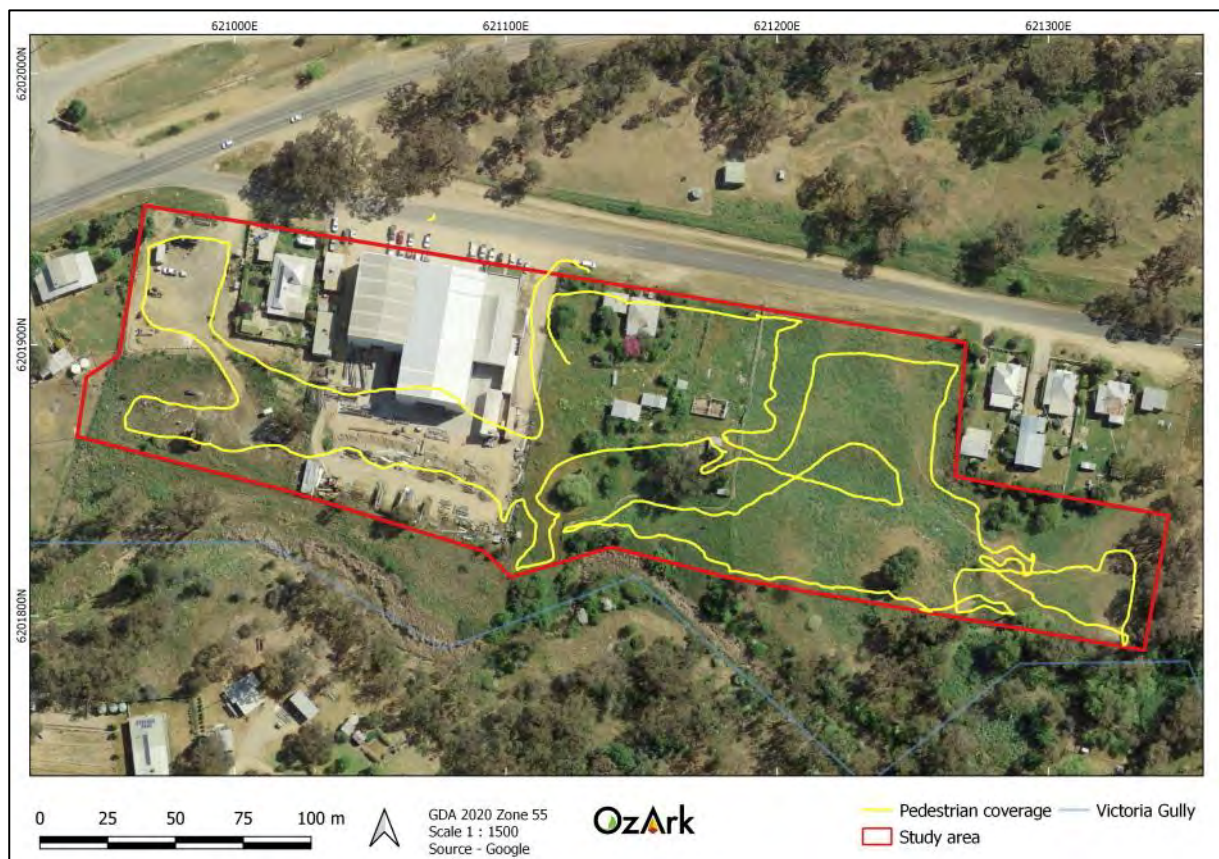 621000E
621100E
621200E
621300E
6202000N
6201900N
6201800N
0 25 50 75 100 m
GDA 2020 Zone 55
Scale 1 : 1500
Source - Google
OzArk
Pedestrian coverage
Victoria Gully
Study area